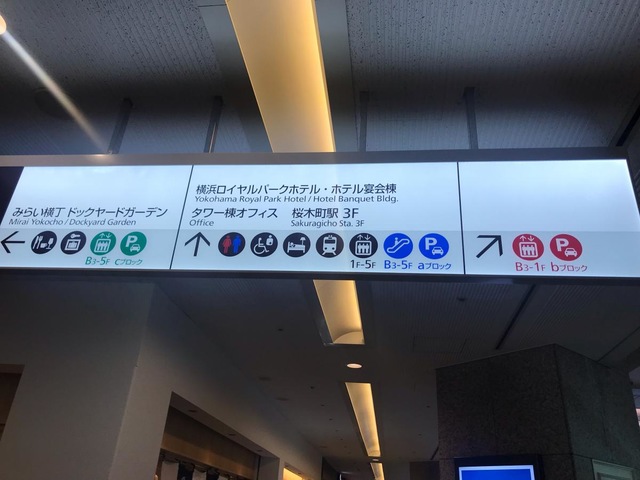 みらい横丁 ドックヤードガーデン
Mirai Yokocho / Dockyard Garden
B3-5F cブロック
横浜ロイヤルパークホテル・ホテル宴会棟
Yokohama Royal Park Hotel / Hotel Banquet Bldg.
タワー棟オフィス 桜木町駅 3F
Office Sakuragicho Sta. 3F
1F-5F B3-5F aブロック
B3-1F bブロック